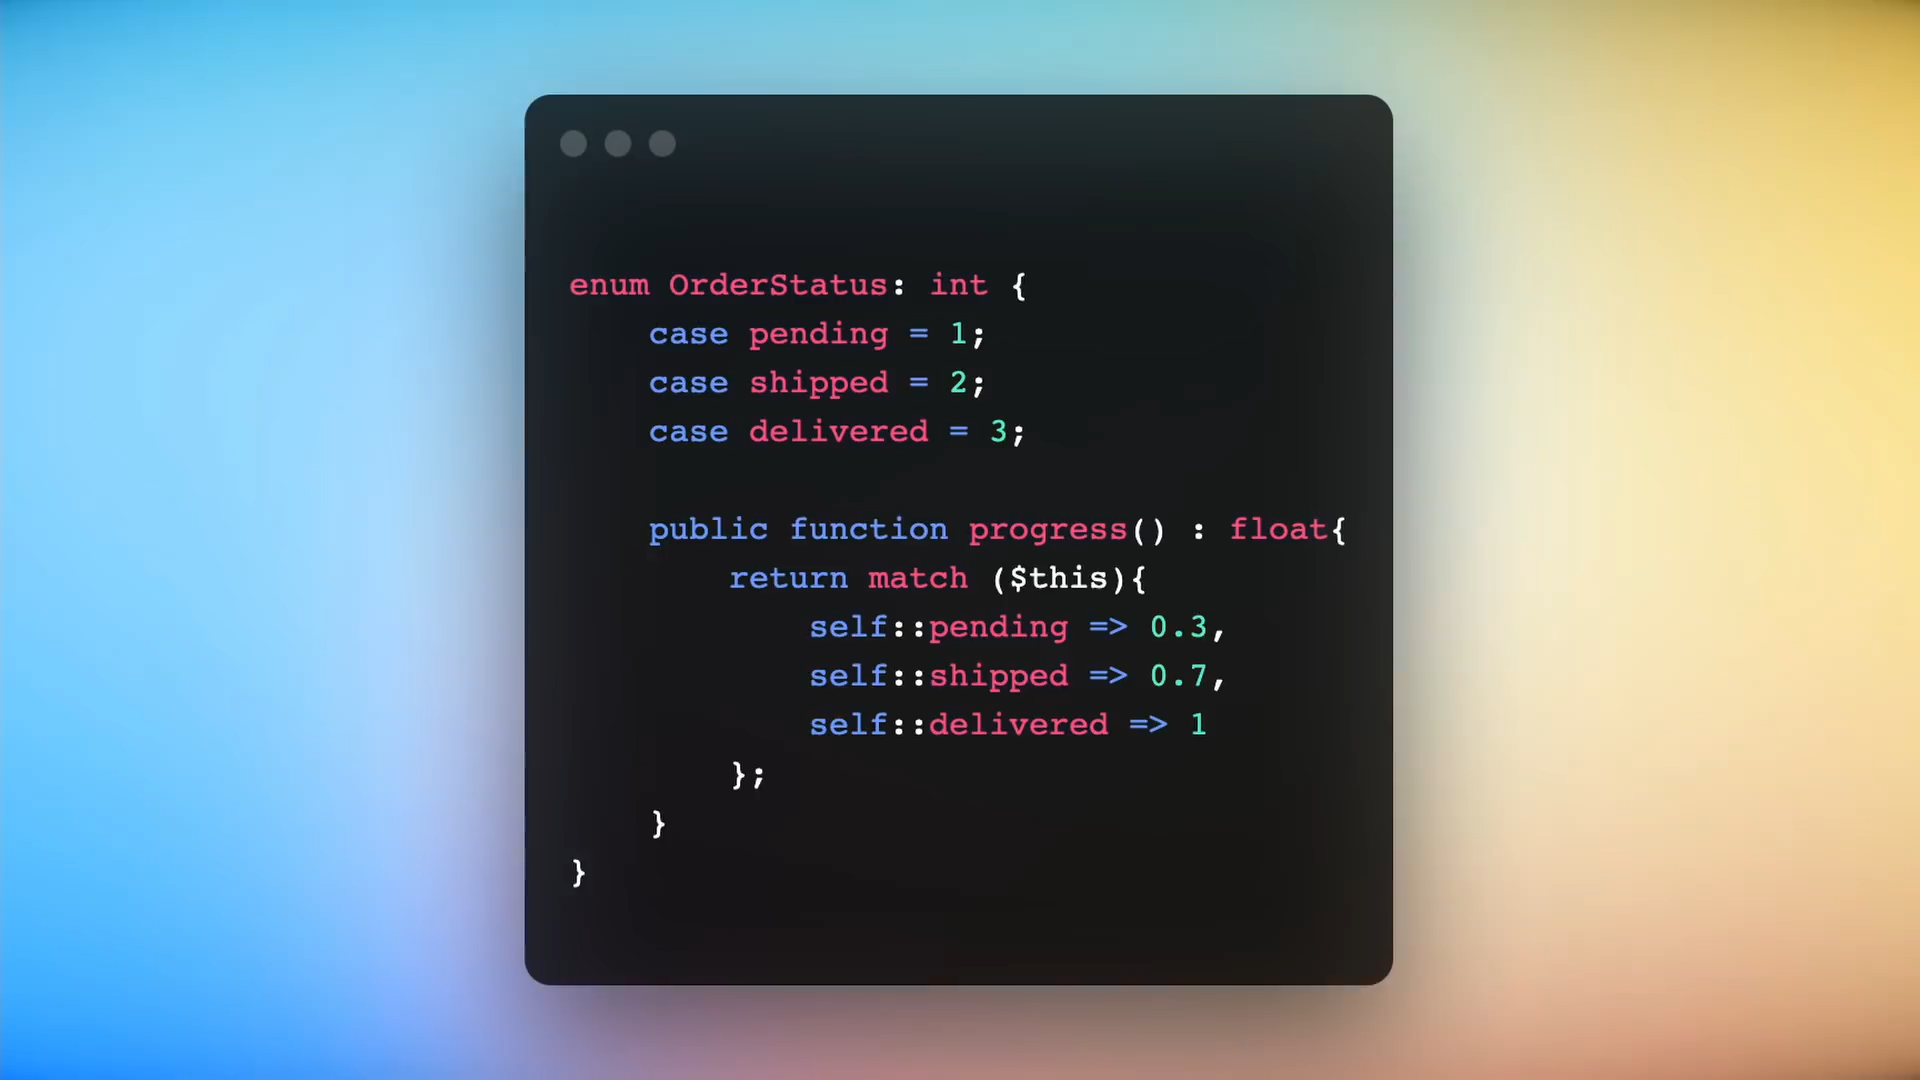 enum OrderStatus: int {
case pending = 1;
case shipped = 2;
case delivered = 3;
public function progress() : float{
return match ($this){
self::pending => 0.3,
self::shipped => 0.7,
self::delivered => 1
};
}
}